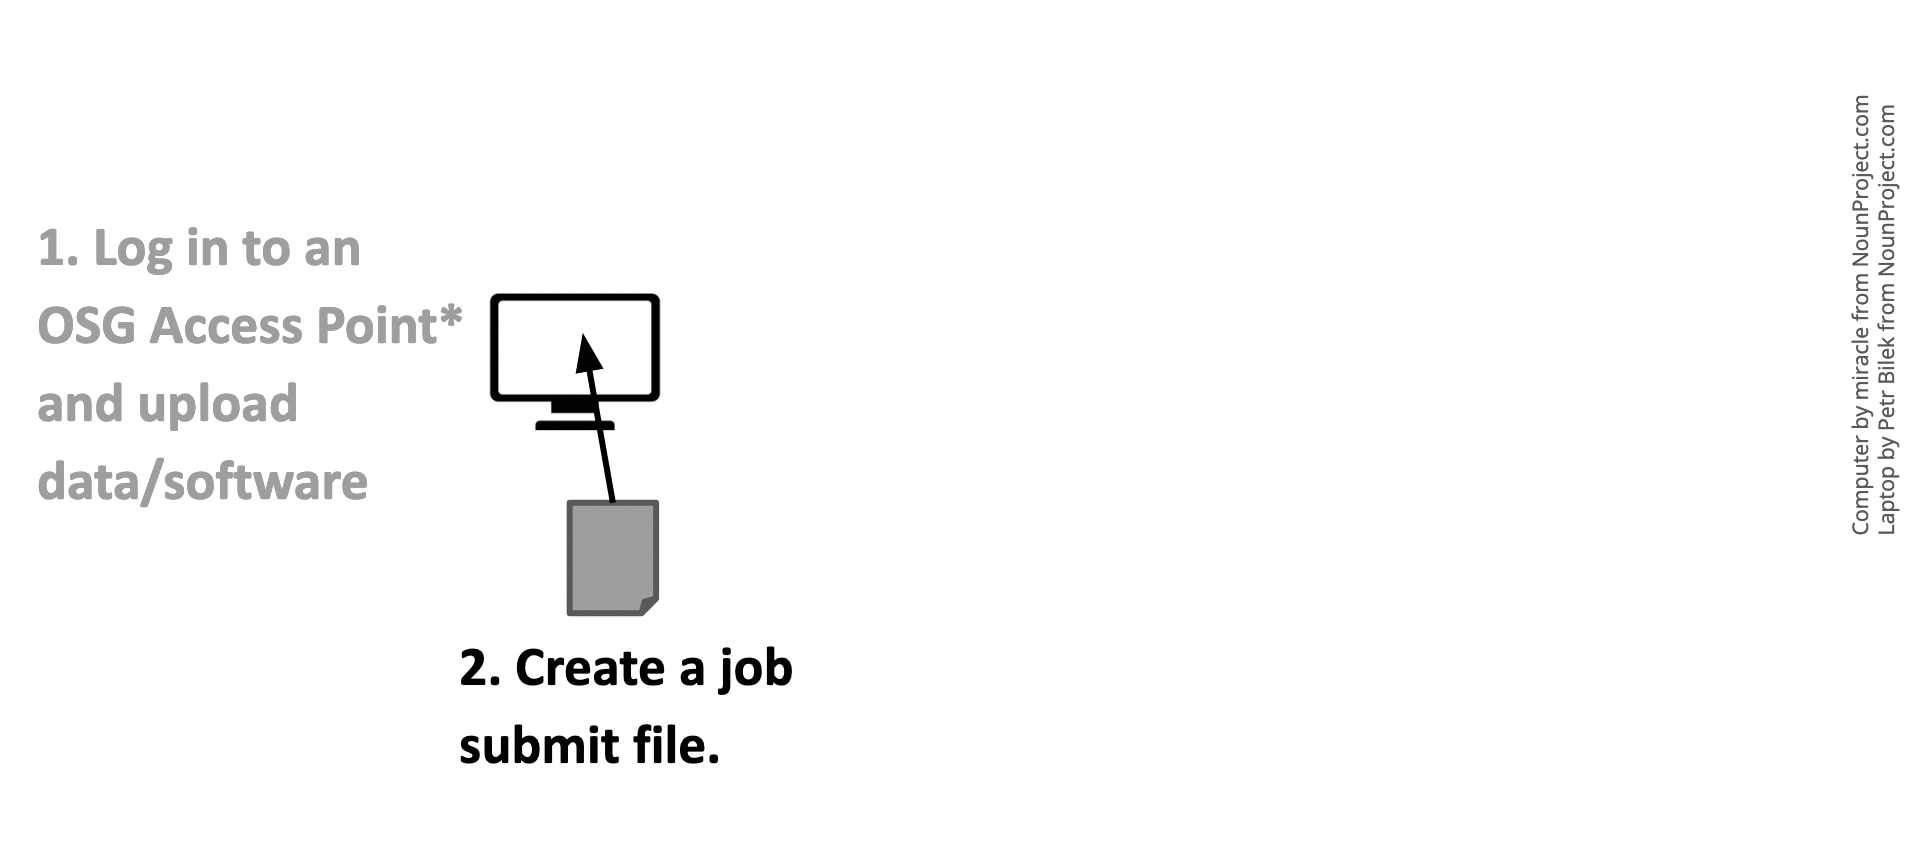 1. Log in to an
OSG Access Point*
and upload
data/software
2. Create a job
submit file.
Computer by miracle from NounProject.com
Laptop by Petr Bilek from NounProject.com